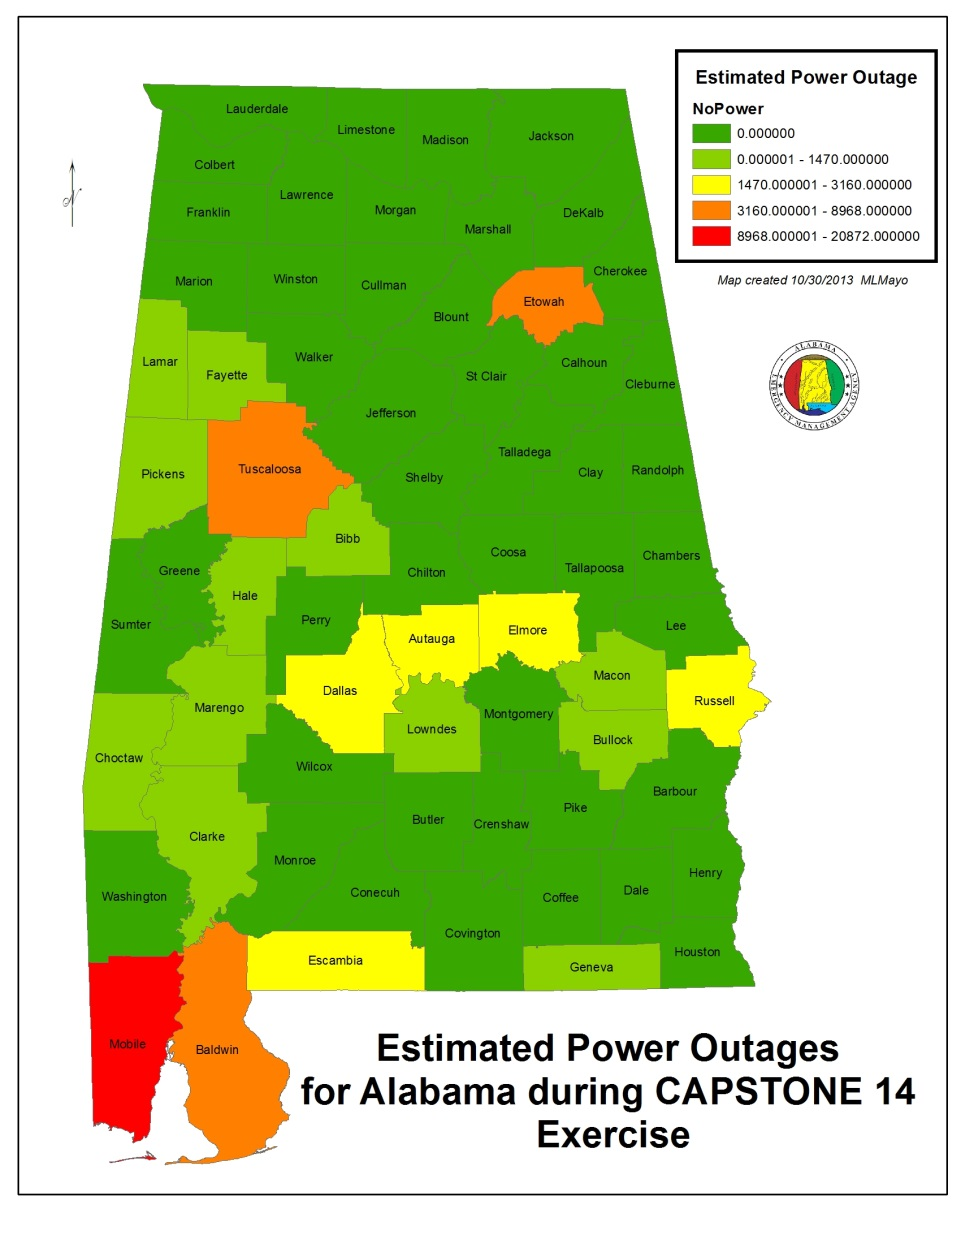 Estimated Power Outage
NoPower
0.000000
0.000001 - 1470.000000
1470.000001 - 3160.000000
3160.000001 - 8968.000000
8968.000001 - 20872.000000
Map created 10/30/2013 MLMayo
N
ALABAMA
EMERGENCY MANAGEMENT AGENCY
Lauderdale
Limestone
Madison
Jackson
Colbert
Lawrence
Franklin
Morgan
DeKalb
Marshall
Cherokee
Marion
Winston
Cullman
Etowah
Blount
Lamar
Walker
Calhoun
Fayette
St Clair
Cleburne
Jefferson
Talladega
Tuscaloosa
Randolph
Pickens
Clay
Shelby
Bibb
Coosa
Chambers
Tallapoosa
Greene
Chilton
Hale
Perry
Sumter
Lee
Elmore
Autauga
Macon
Dallas
Russell
Marengo
Montgomery
Lowndes
Bullock
Choctaw
Wilcox
Barbour
Pike
Butler
Crenshaw
Clarke
Monroe
Henry
Dale
Conecuh
Washington
Coffee
Covington
Houston
Escambia
Geneva
Mobile
Baldwin
Estimated Power Outages
for Alabama during CAPSTONE 14
Exercise